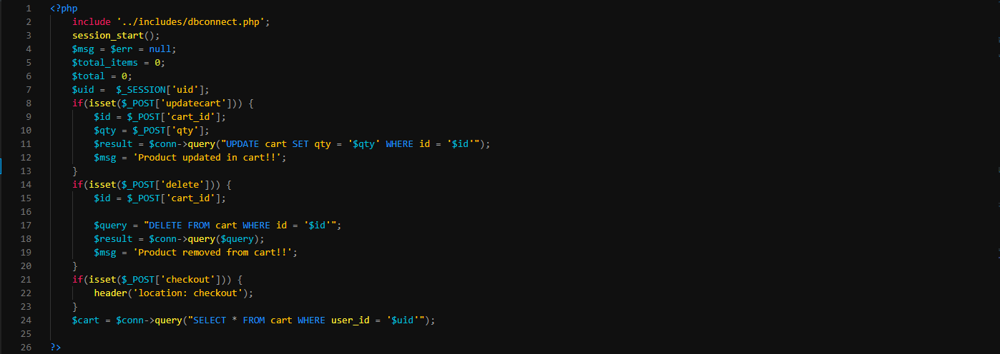 1 <?php
2 include '../includes/dbconnect.php';
3 session_start();
4 $msg = $err = null;
5 $total_items = 0;
6 $total = 0;
7 $uid =  $_SESSION['uid'];
8 if(isset($_POST['updatecart'])) {
9 $id = $_POST['cart_id'];
10 $qty = $_POST['qty'];
11 $result = $conn->query("UPDATE cart SET qty = '$qty' WHERE id = '$id'");
12 $msg = 'Product updated in cart!!';
13 }
14 if(isset($_POST['delete'])) {
15 $id = $_POST['cart_id'];
16
17 $query = "DELETE FROM cart WHERE id = '$id'";
18 $result = $conn->query($query);
19 $msg = 'Product removed from cart!!';
20 }
21 if(isset($_POST['checkout'])) {
22 header('location: checkout');
23 }
24 $cart = $conn->query("SELECT * FROM cart WHERE user_id = '$uid'");
25
26 ?>